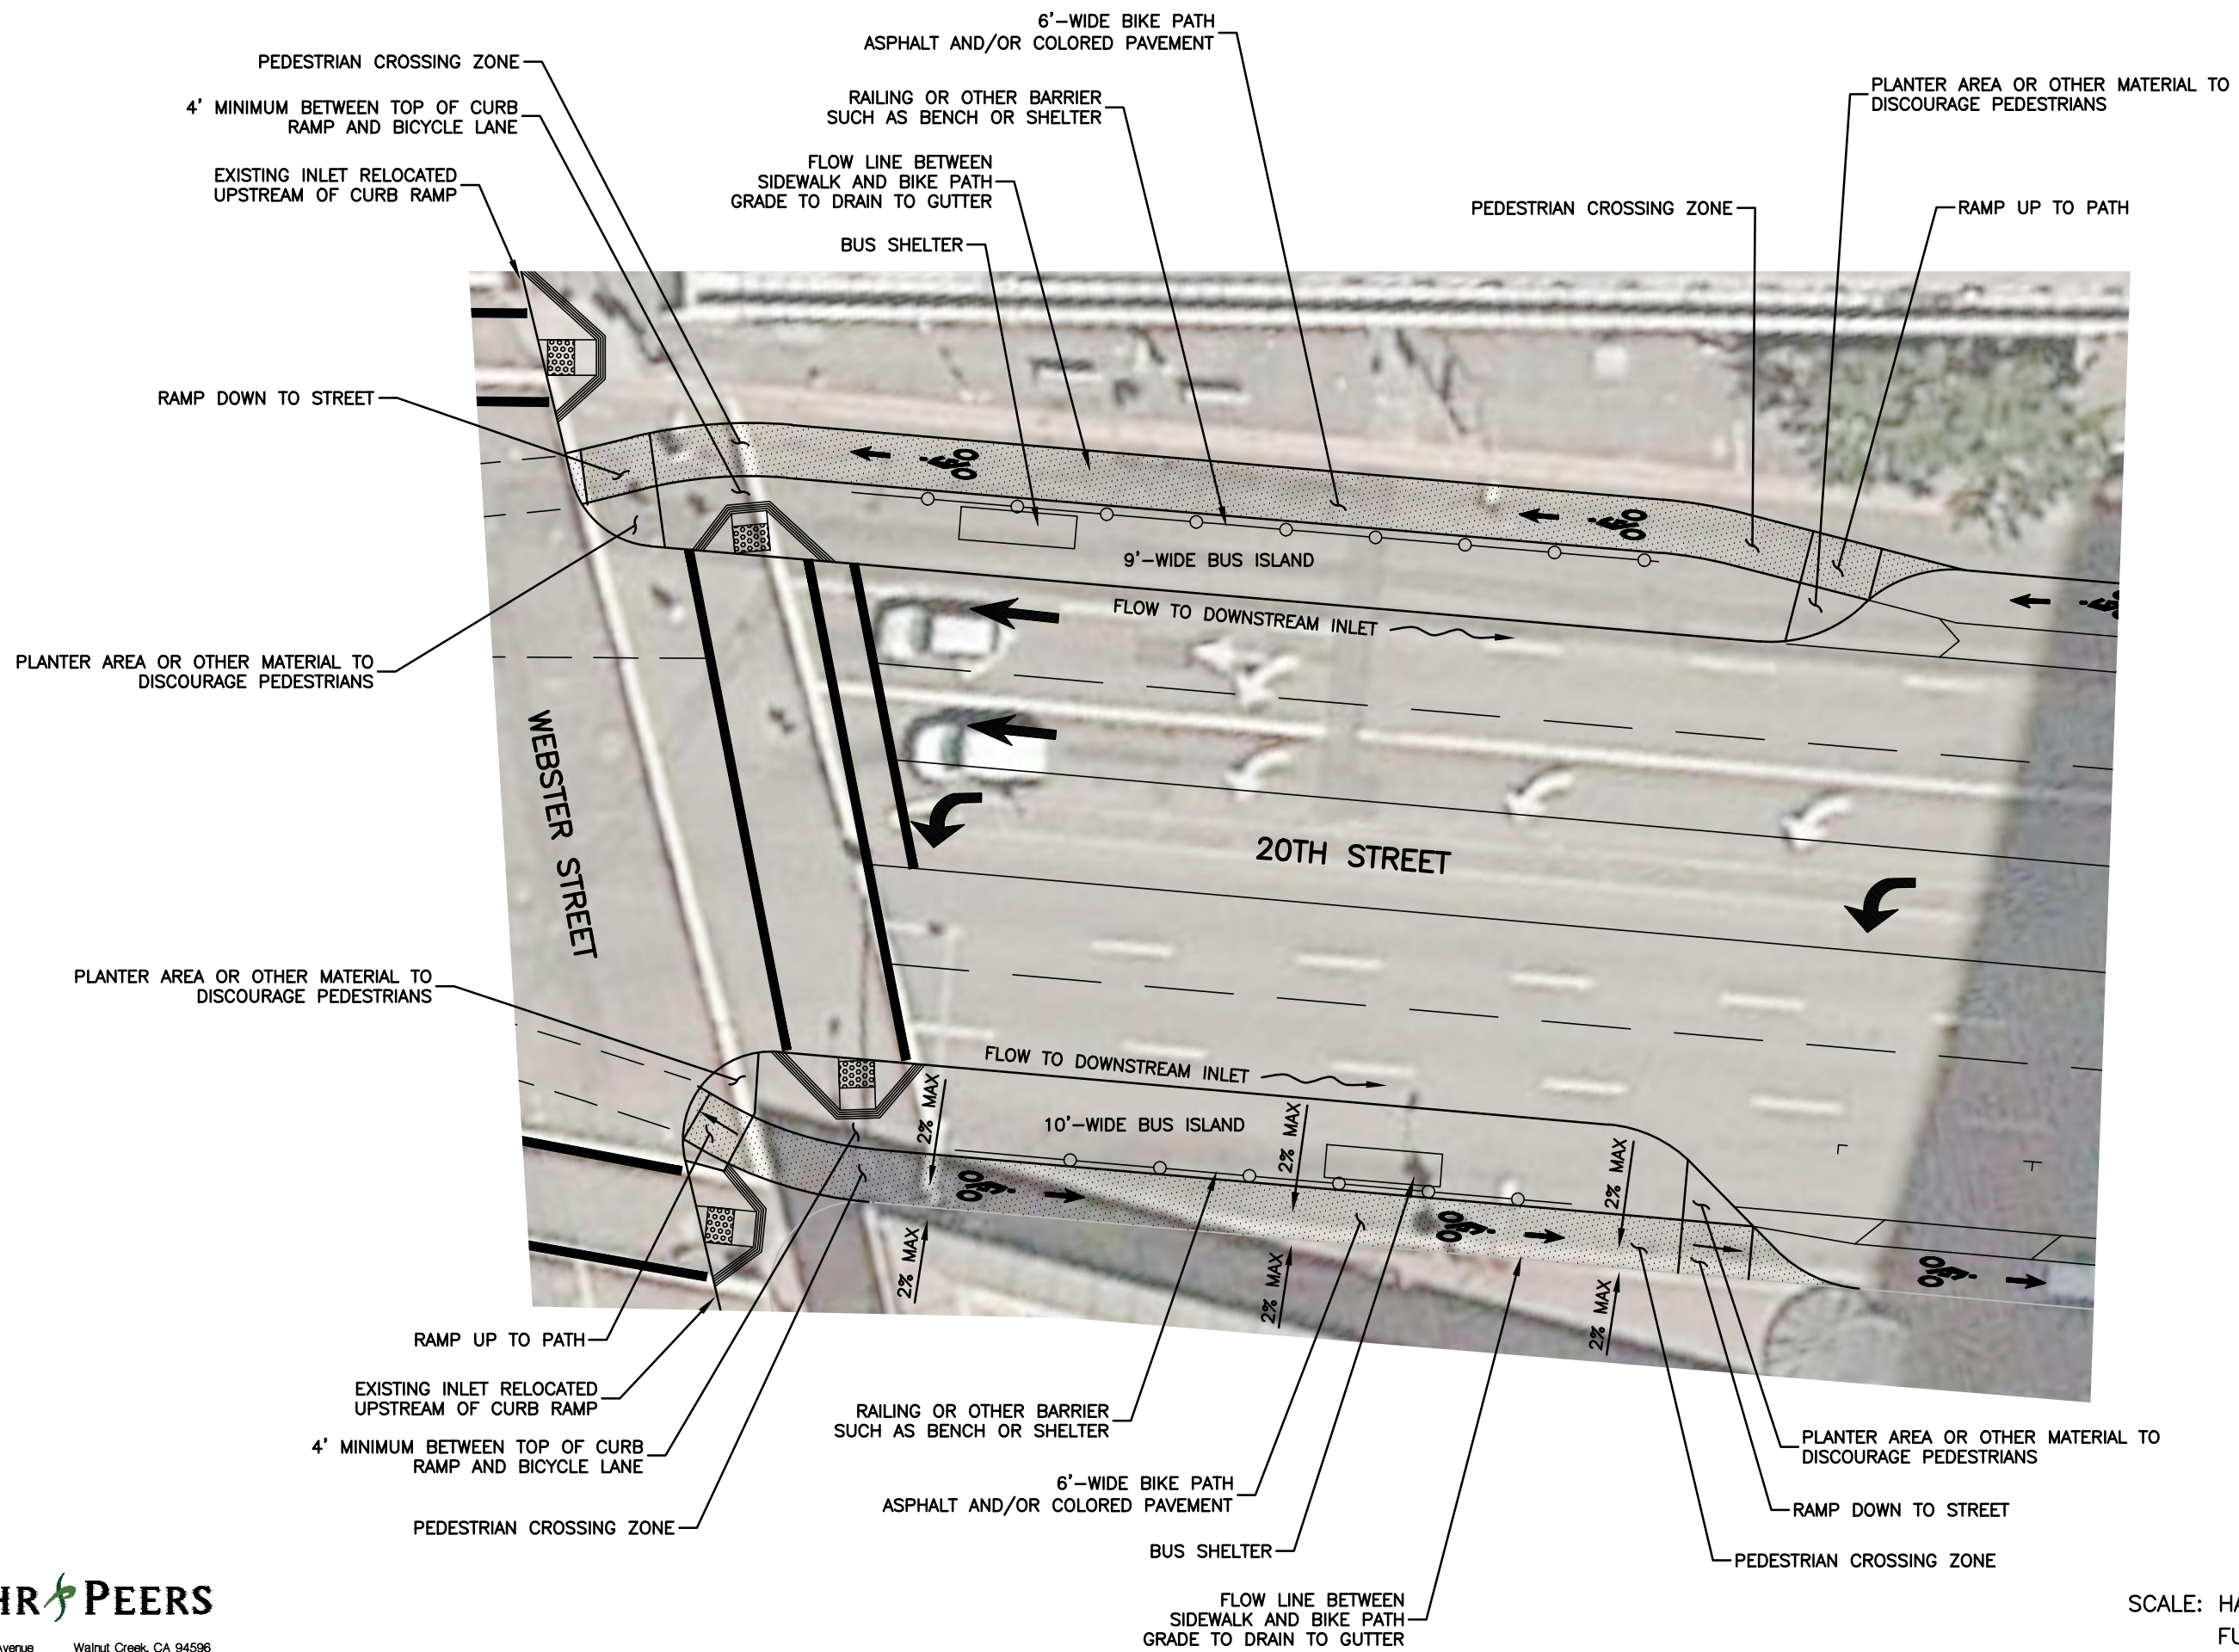 6'-WIDE BIKE PATH
ASPHALT AND/OR COLORED PAVEMENT
PEDESTRIAN CROSSING ZONE
4' MINIMUM BETWEEN TOP OF CURB
RAMP AND BICYCLE LANE
EXISTING INLET RELOCATED
UPSTREAM OF CURB RAMP
RAILING OR OTHER BARRIER
SUCH AS BENCH OR SHELTER
FLOW LINE BETWEEN
SIDEWALK AND BIKE PATH
GRADE TO DRAIN TO GUTTER
BUS SHELTER
PLANTER AREA OR OTHER MATERIAL TO
DISCOURAGE PEDESTRIANS
PEDESTRIAN CROSSING ZONE
RAMP UP TO PATH
RAMP DOWN TO STREET
9'-WIDE BUS ISLAND
FLOW TO DOWNSTREAM INLET
PLANTER AREA OR OTHER MATERIAL TO
DISCOURAGE PEDESTRIANS
WEBSTER STREET
20TH STREET
PLANTER AREA OR OTHER MATERIAL TO
DISCOURAGE PEDESTRIANS
FLOW TO DOWNSTREAM INLET
10'-WIDE BUS ISLAND
2% MAX
2% MAX
2% MAX
2% MAX
2% MAX
2% MAX
RAMP UP TO PATH
EXISTING INLET RELOCATED
UPSTREAM OF CURB RAMP
4' MINIMUM BETWEEN TOP OF CURB
RAMP AND BICYCLE LANE
PEDESTRIAN CROSSING ZONE
RAILING OR OTHER BARRIER
SUCH AS BENCH OR SHELTER
6'-WIDE BIKE PATH
ASPHALT AND/OR COLORED PAVEMENT
BUS SHELTER
FLOW LINE BETWEEN
SIDEWALK AND BIKE PATH
GRADE TO DRAIN TO GUTTER
PLANTER AREA OR OTHER MATERIAL TO
DISCOURAGE PEDESTRIANS
RAMP DOWN TO STREET
PEDESTRIAN CROSSING ZONE
HR PEERS
Avenue Walnut Creek, CA 94596
SCALE: HA
FU